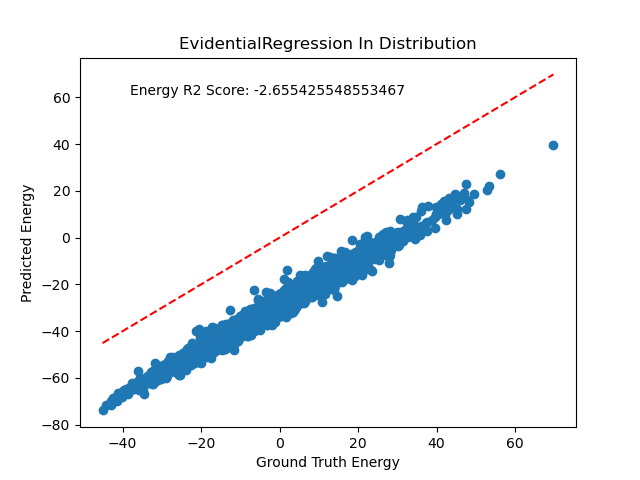 EvidentialRegression In Distribution
Energy R2 Score: -2.655425548553467
60
40
20
0
−20
−40
−60
−80
Predicted Energy
−40 −20 0 20 40 60
Ground Truth Energy